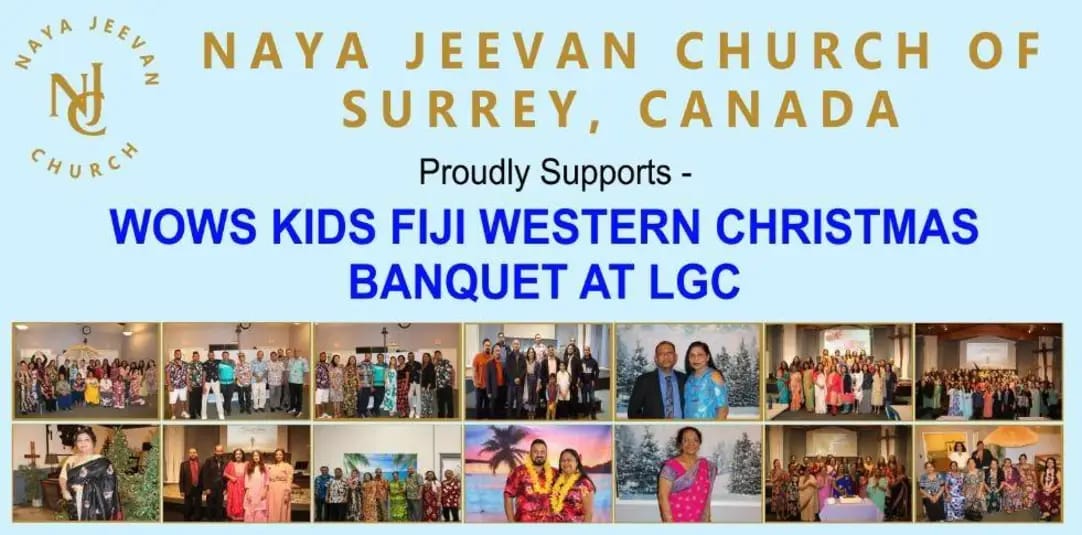 NAYA JEEVAN
NJC
CHURCH
NAYA JEEVAN CHURCH OF
SURREY, CANADA
Proudly Supports -
WOWS KIDS FIJI WESTERN CHRISTMAS
BANQUET AT LGC